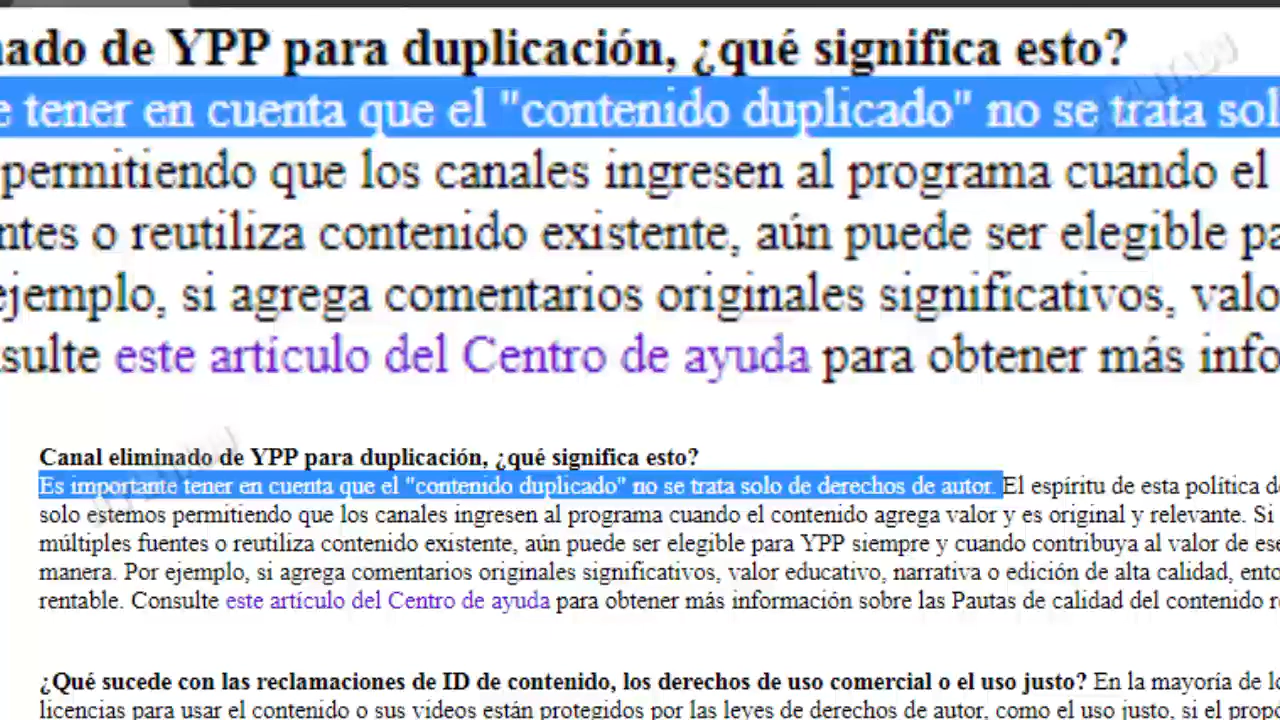 nado de YPP para duplicación, ¿qué significa esto?
e tener en cuenta que el "contenido duplicado" no se trata sol
permitiendo que los canales ingresen al programa cuando el
ntes o reutiliza contenido existente, aún puede ser elegible pa
ejemplo, si agrega comentarios originales significativos, valo
sulte este artículo del Centro de ayuda para obtener más info
Canal eliminado de YPP para duplicación, ¿qué significa esto?
Es importante tener en cuenta que el "contenido duplicado" no se trata solo de derechos de autor. El espíritu de esta política d
solo estemos permitiendo que los canales ingresen al programa cuando el contenido agrega valor y es original y relevante. Si
múltiples fuentes o reutiliza contenido existente, aún puede ser elegible para YPP siempre y cuando contribuya al valor de ese
manera. Por ejemplo, si agrega comentarios originales significativos, valor educativo, narrativa o edición de alta calidad, ento
rentable. Consulte este artículo del Centro de ayuda para obtener más información sobre las Pautas de calidad del contenido r
¿Qué sucede con las reclamaciones de ID de contenido, los derechos de uso comercial o el uso justo? En la mayoría de lo
licencias para usar el contenido o sus videos están protegidos por las leyes de derechos de autor, como el uso justo, si el propo